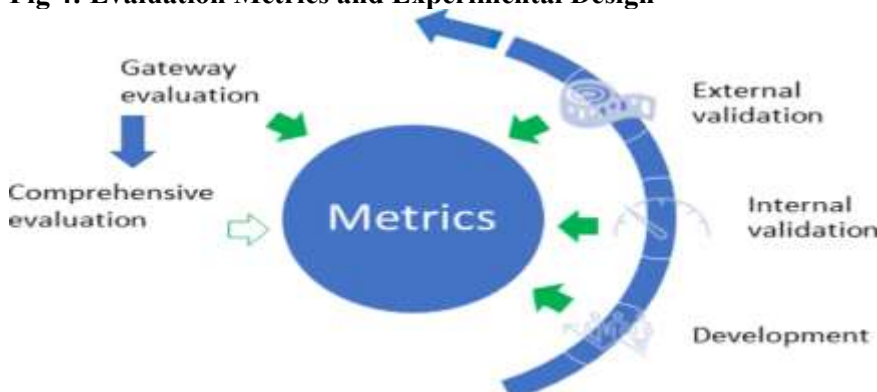 Fig 4: Evaluation Metrics and Experimental Design
Gateway
evaluation
Comprehensive
evaluation
Metrics
External
validation
Internal
validation
Development